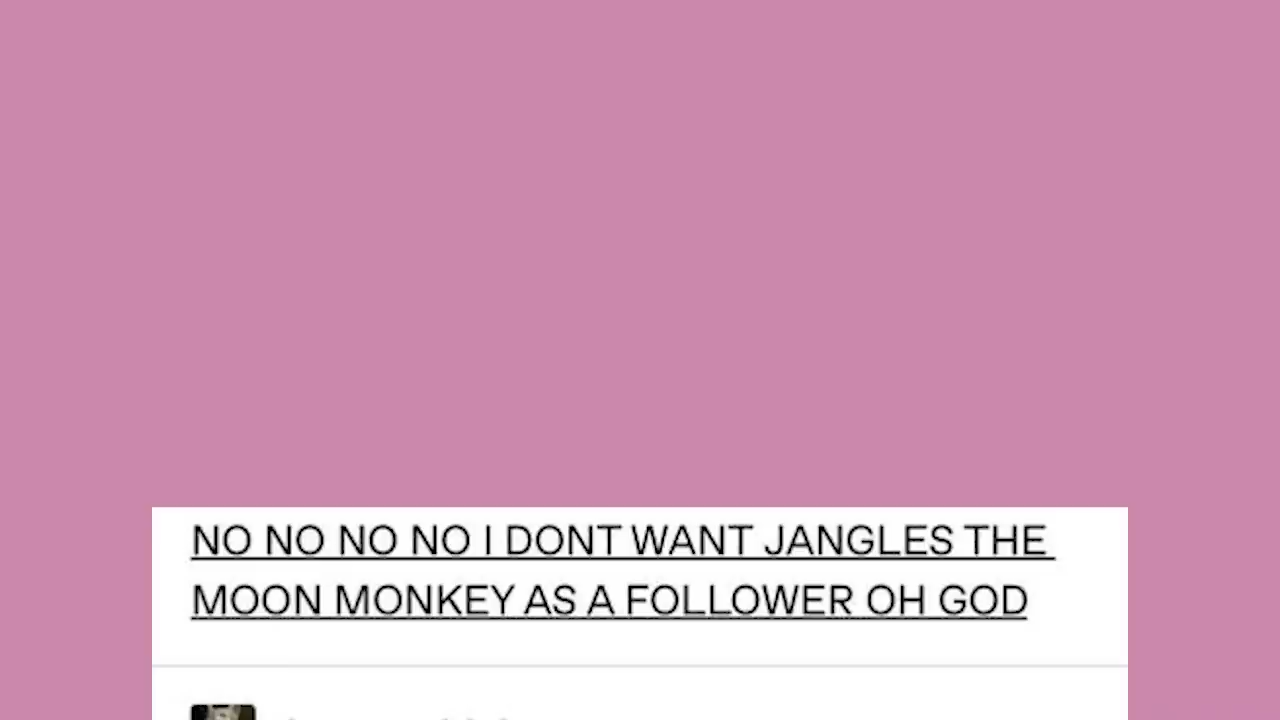 NO NO NO NO I DONT WANT JANGLES THE
MOON MONKEY AS A FOLLOWER OH GOD